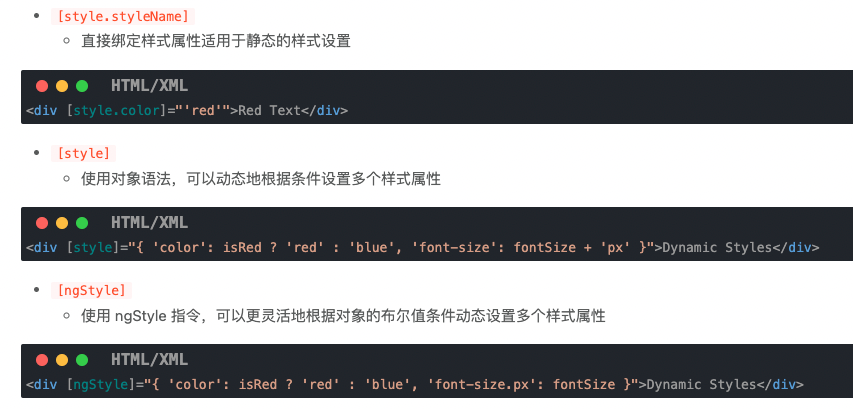 [style.styleName]
直接绑定样式属性适用于静态的样式设置
HTML/XML
<div [style.color]="'red'">Red Text</div>
[style]
使用对象语法，可以动态地根据条件设置多个样式属性
HTML/XML
<div [style]="{ 'color': isRed ? 'red' : 'blue', 'font-size': fontSize + 'px' }">Dynamic Styles</div>
[ngStyle]
使用 ngStyle 指令，可以更灵活地根据对象的布尔值条件动态设置多个样式属性
HTML/XML
<div [ngStyle]="{ 'color': isRed ? 'red' : 'blue', 'font-size.px': fontSize }">Dynamic Styles</div>